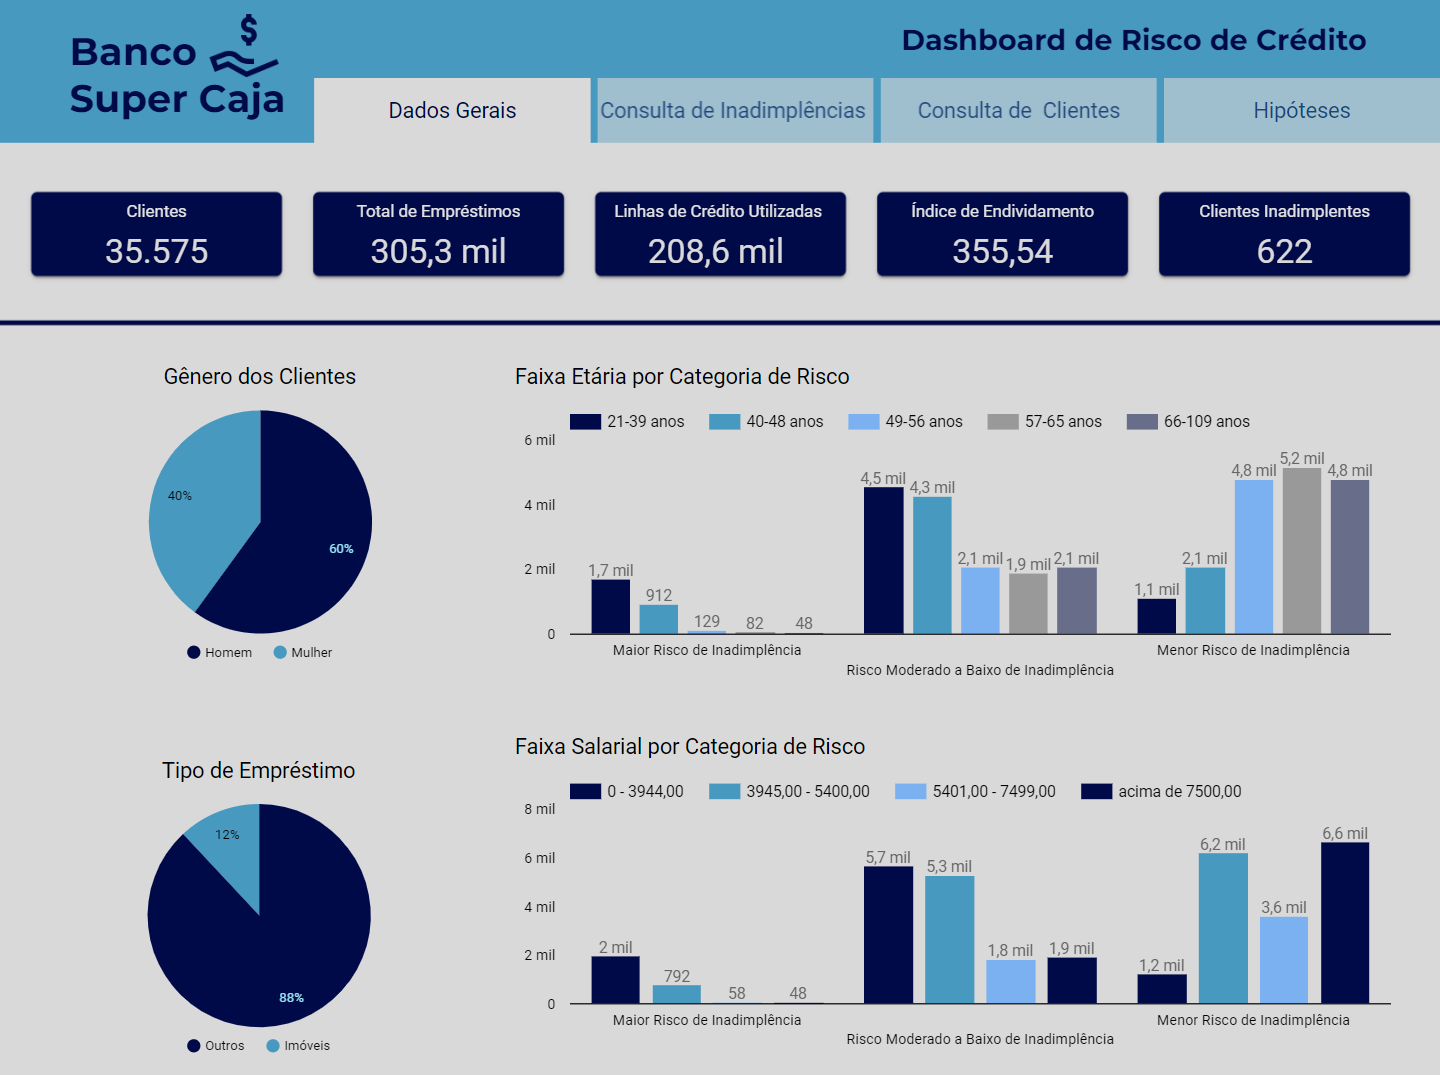 Banco
Super Caja
Dashboard de Risco de Crédito
Dados Gerais
Consulta de Inadimplências
Consulta de  Clientes
Hipóteses
Clientes
35.575
Total de Empréstimos
305,3 mil
Linhas de Crédito Utilizadas
208,6 mil
Índice de Endividamento
355,54
Clientes Inadimplentes
622
Gênero dos Clientes
40%
60%
Homem
Mulher
Faixa Etária por Categoria de Risco
21-39 anos
40-48 anos
49-56 anos
57-65 anos
66-109 anos
6 mil
4 mil
2 mil
0
1,7 mil
912
129
82
48
4,5 mil
4,3 mil
2,1 mil
1,9 mil
2,1 mil
1,1 mil
2,1 mil
4,8 mil
5,2 mil
4,8 mil
Maior Risco de Inadimplência
Risco Moderado a Baixo de Inadimplência
Menor Risco de Inadimplência
Tipo de Empréstimo
12%
88%
Outros
Imóveis
Faixa Salarial por Categoria de Risco
0 - 3944,00
3945,00 - 5400,00
5401,00 - 7499,00
acima de 7500,00
8 mil
6 mil
4 mil
2 mil
0
2 mil
792
58
48
5,7 mil
5,3 mil
1,8 mil
1,9 mil
1,2 mil
6,2 mil
3,6 mil
6,6 mil
Maior Risco de Inadimplência
Risco Moderado a Baixo de Inadimplência
Menor Risco de Inadimplência